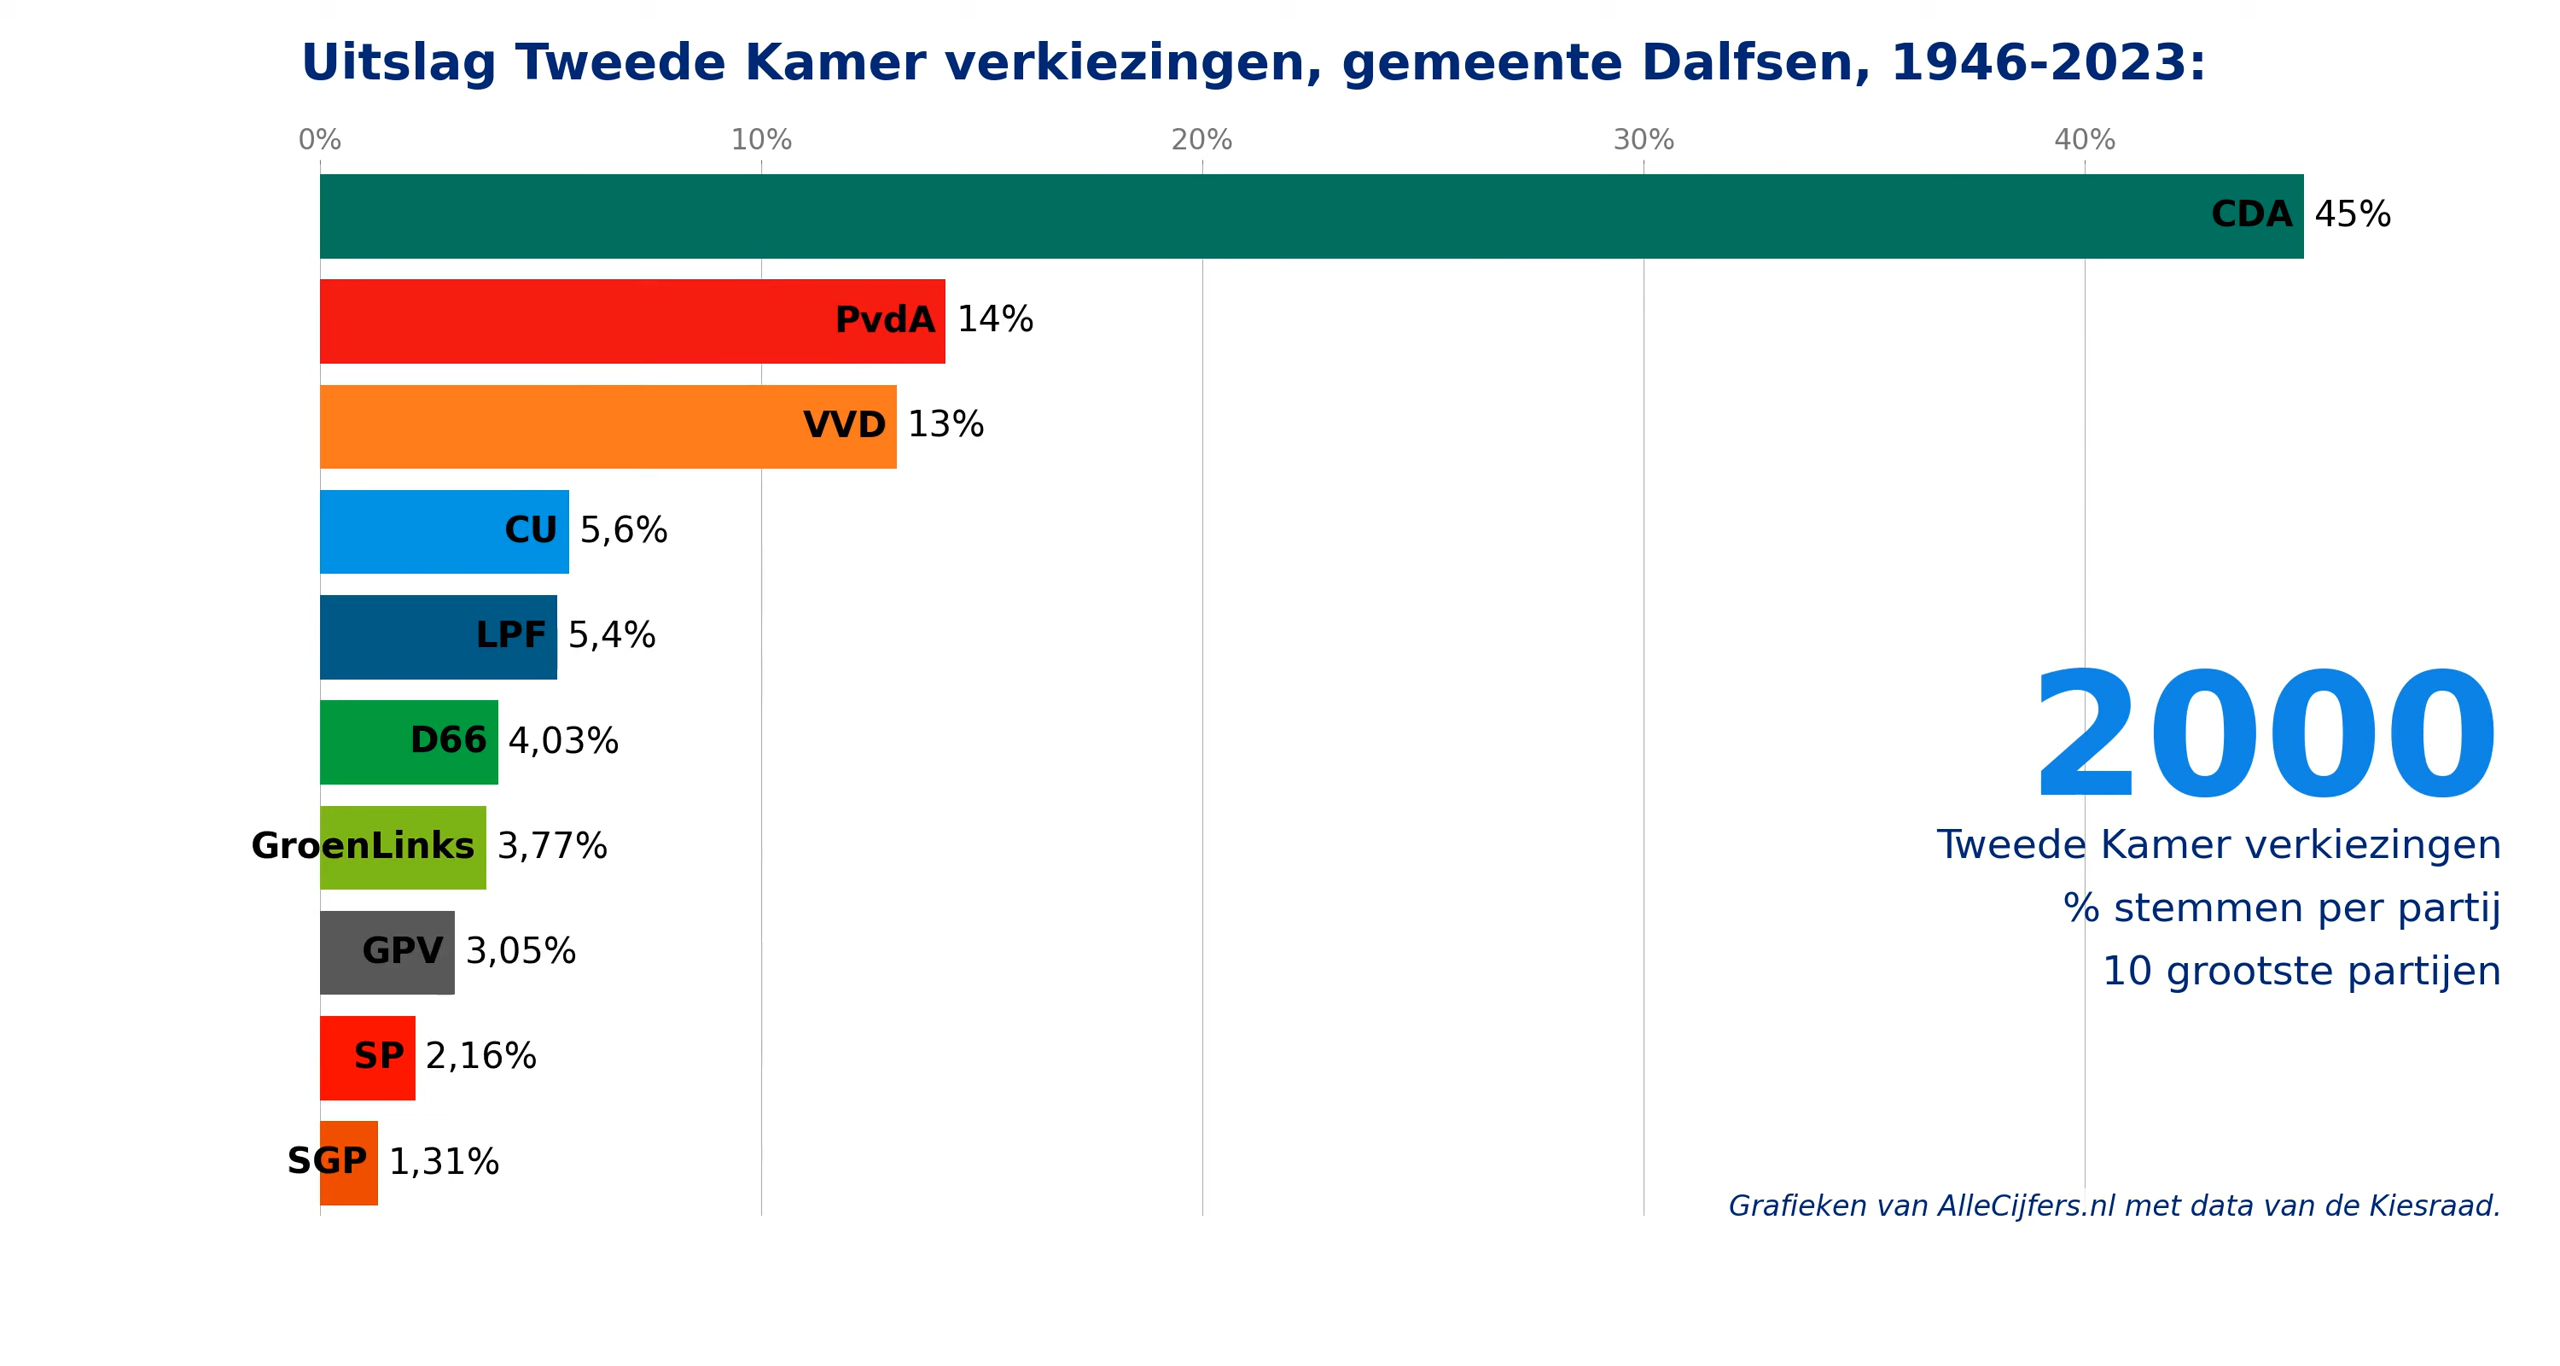 Uitslag Tweede Kamer verkiezingen, gemeente Dalfsen, 1946-2023:
0% 10% 20% 30% 40%
CDA 45%
PvdA 14%
VVD 13%
CU 5,6%
LPF 5,4%
D66 4,03%
GroenLinks 3,77%
GPV 3,05%
SP 2,16%
SGP 1,31%
2000
Tweede Kamer verkiezingen
% stemmen per partij
10 grootste partijen
Grafieken van AlleCijfers.nl met data van de Kiesraad.